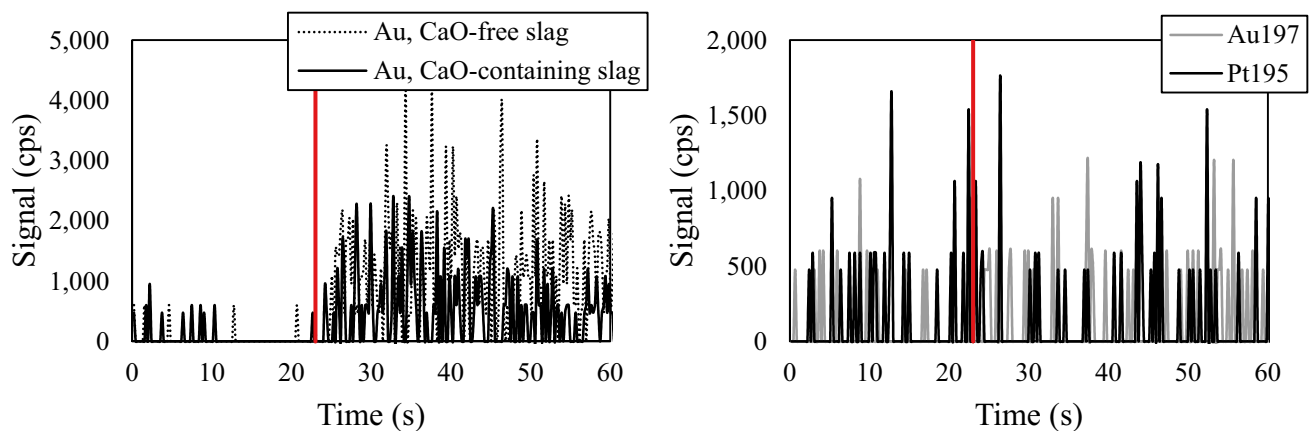 Au, CaO-free slag
Au, CaO-containing slag
5,000
4,000
3,000
2,000
1,000
0
Signal (cps)
0 10 20 30 40 50 60
Time (s)
Au197
Pt195
2,000
1,500
1,000
500
0
Signal (cps)
0 10 20 30 40 50 60
Time (s)